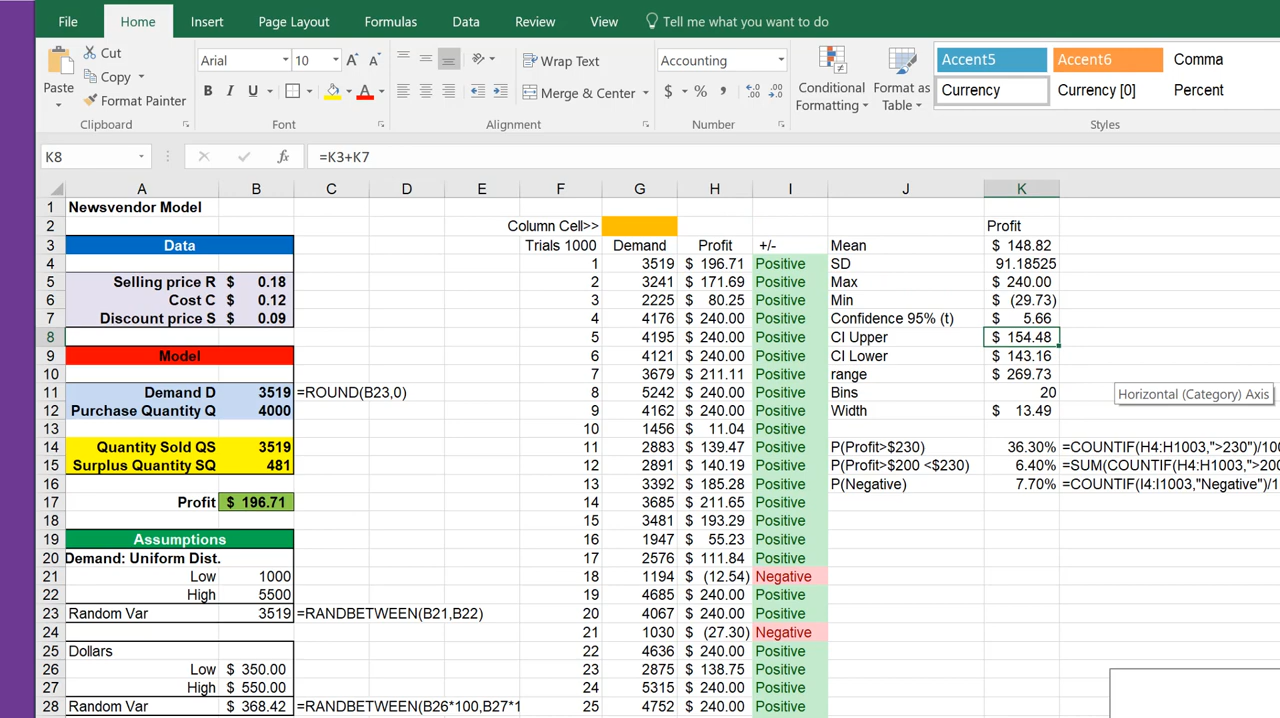 File Home Insert Page Layout Formulas Data Review View Tell me what you want to do
Paste Cut Copy Format Painter Clipboard
Arial 10 A A B I U A Font
Wrap Text Merge & Center Alignment
Accounting $ % , Number
Conditional Formatting Format as Table
Accent5 Accent6 Comma
Currency Currency [0] Percent
Styles
K8 fx =K3+K7
A B C D E F G H I J K
1 Newsvendor Model
2 Column Cell>> Profit
3 Data Trials 1000 Demand Profit +/- Mean $ 148.82
4 1 3519 $ 196.71 Positive SD 91.18525
5 Selling price R $ 0.18 2 3241 $ 171.69 Positive Max $ 240.00
6 Cost C $ 0.12 3 2225 $ 80.25 Positive Min $ (29.73)
7 Discount price S $ 0.09 4 4176 $ 240.00 Positive Confidence 95% (t) $ 5.66
8 5 4195 $ 240.00 Positive CI Upper $ 154.48
9 Model 6 4121 $ 240.00 Positive CI Lower $ 143.16
10 7 3679 $ 211.11 Positive range $ 269.73
11 Demand D 3519 =ROUND(B23,0) 8 5242 $ 240.00 Positive Bins 20 Horizontal (Category) Axis
12 Purchase Quantity Q 4000 9 4162 $ 240.00 Positive Width $ 13.49
13 10 1456 $ 11.04 Positive
14 Quantity Sold QS 3519 11 2883 $ 139.47 Positive P(Profit>$230) 36.30% =COUNTIF(H4:H1003,">230")/100
15 Surplus Quantity SQ 481 12 2891 $ 140.19 Positive P(Profit>$200 <$230) 6.40% =SUM(COUNTIF(H4:H1003,">200
16 13 3392 $ 185.28 Positive P(Negative) 7.70% =COUNTIF(I4:I1003,"Negative")/1
17 Profit $ 196.71 14 3685 $ 211.65 Positive
18 15 3481 $ 193.29 Positive
19 Assumptions 16 1947 $ 55.23 Positive
20 Demand: Uniform Dist. 17 2576 $ 111.84 Positive
21 Low 1000 18 1194 $ (12.54) Negative
22 High 5500 19 4685 $ 240.00 Positive
23 Random Var 3519 =RANDBETWEEN(B21,B22) 20 4067 $ 240.00 Positive
24 21 1030 $ (27.30) Negative
25 Dollars 22 4636 $ 240.00 Positive
26 Low $ 350.00 23 2875 $ 138.75 Positive
27 High $ 550.00 24 5315 $ 240.00 Positive
28 Random Var $ 368.42 =RANDBETWEEN(B26*100,B27*1 25 4752 $ 240.00 Positive